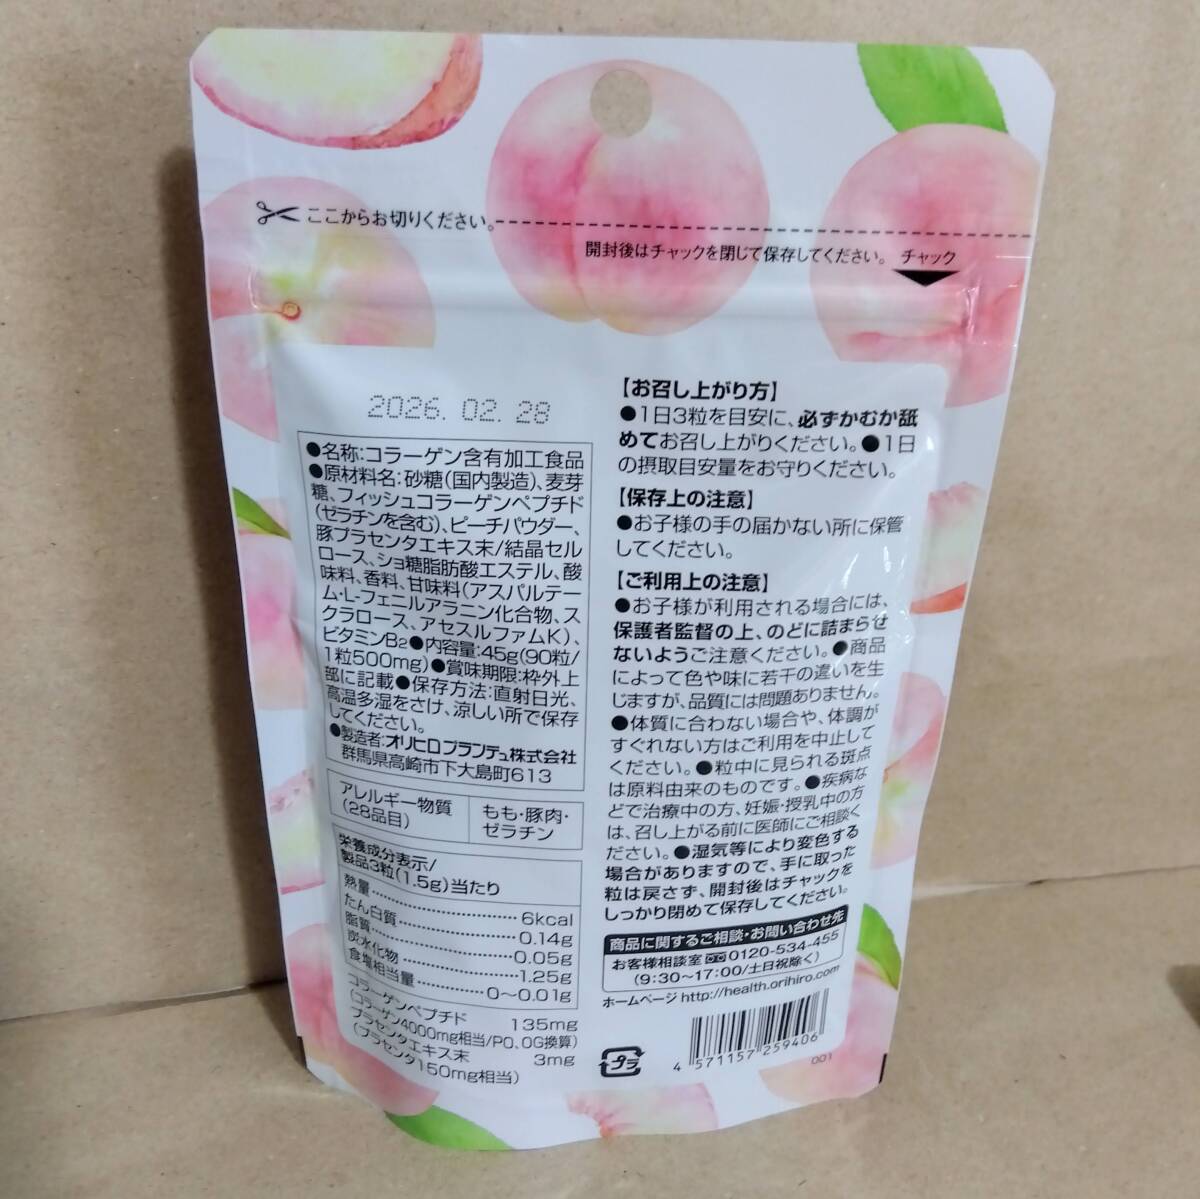 ここからお切りください。
開封後はチャックを閉じて保存してください。 チャック
2026. 02. 28
●名称:コラーゲン含有加工食品
●原材料名:砂糖(国内製造)、麦芽
糖、フィッシュコラーゲンペプチド
(ゼラチンを含む)、ピーチパウダー、
豚プラセンタエキス末/結晶セル
ロース、ショ糖脂肪酸エステル、酸
味料、香料、甘味料(アスパルテー
ム・L-フェニルアラニン化合物、ス
クラロース、アセスルファムK)、
ビタミンB2●内容量:45g(90粒/
1粒500mg)●賞味期限:枠外上
部に記載●保存方法:直射日光、
高温多湿をさけ、涼しい所で保存
してください。
●製造者:オリヒロプランデュ株式会社
群馬県高崎市下大島町613
アレルギー物質
(28品目)
もも・豚肉・
ゼラチン
栄養成分表示/
製品3粒(1.5g)当たり
熱量 6kcal
たん白質 0.14g
脂質 0.05g
炭水化物 1.25g
食塩相当量 0〜0.01g
コラーゲンペプチド 135mg
(コラーゲン4000mg相当/PO、OG換算)
プラセンタエキス末 3mg
(プラセンタ150mg相当)
【お召し上がり方】
●1日3粒を目安に、必ずかむか舐
めてお召し上がりください。●1日
の摂取目安量をお守りください。
【保存上の注意】
●お子様の手の届かない所に保管
してください。
【ご利用上の注意】
●お子様が利用される場合には、
保護者監督の上、のどに詰まらせ
ないようご注意ください。●商品
によって色や味に若干の違いを生
じますが、品質には問題ありません。
●体質に合わない場合や、体調が
すぐれない方はご利用を中止して
ください。●粒中に見られる斑点
は原料由来のものです。●疾病な
どで治療中の方、妊娠・授乳中の方
は、召し上がる前に医師にご相談く
ださい。●湿気等により変色する
場合がありますので、手に取った
粒は戻さず、開封後はチャックを
しっかり閉めて保存してください。
商品に関するご相談・お問い合わせ先
お客様相談室 0120-534-455
(9:30〜17:00/土日祝除く)
ホームページ http://health.orihiro.com
プラ
4 571157 259406
001